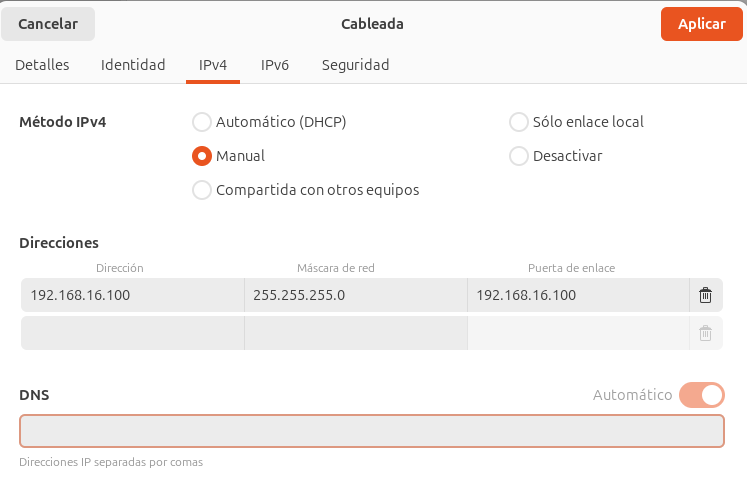 Cancelar Cableada Aplicar
Detalles Identidad IPv4 IPv6 Seguridad
Método IPv4 Automático (DHCP) Sólo enlace local
Manual Desactivar
Compartida con otros equipos
Direcciones
Dirección Máscara de red Puerta de enlace
192.168.16.100 255.255.255.0 192.168.16.100
DNS Automático
Direcciones IP separadas por comas